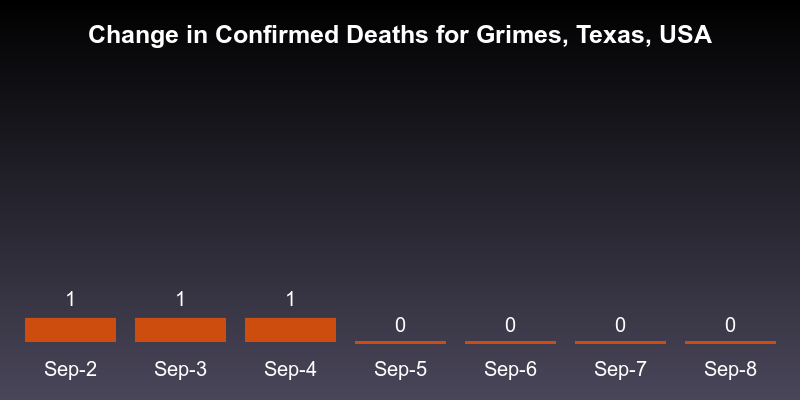 Change in Confirmed Deaths for Grimes, Texas, USA
1 1 1 0 0 0 0
Sep-2 Sep-3 Sep-4 Sep-5 Sep-6 Sep-7 Sep-8